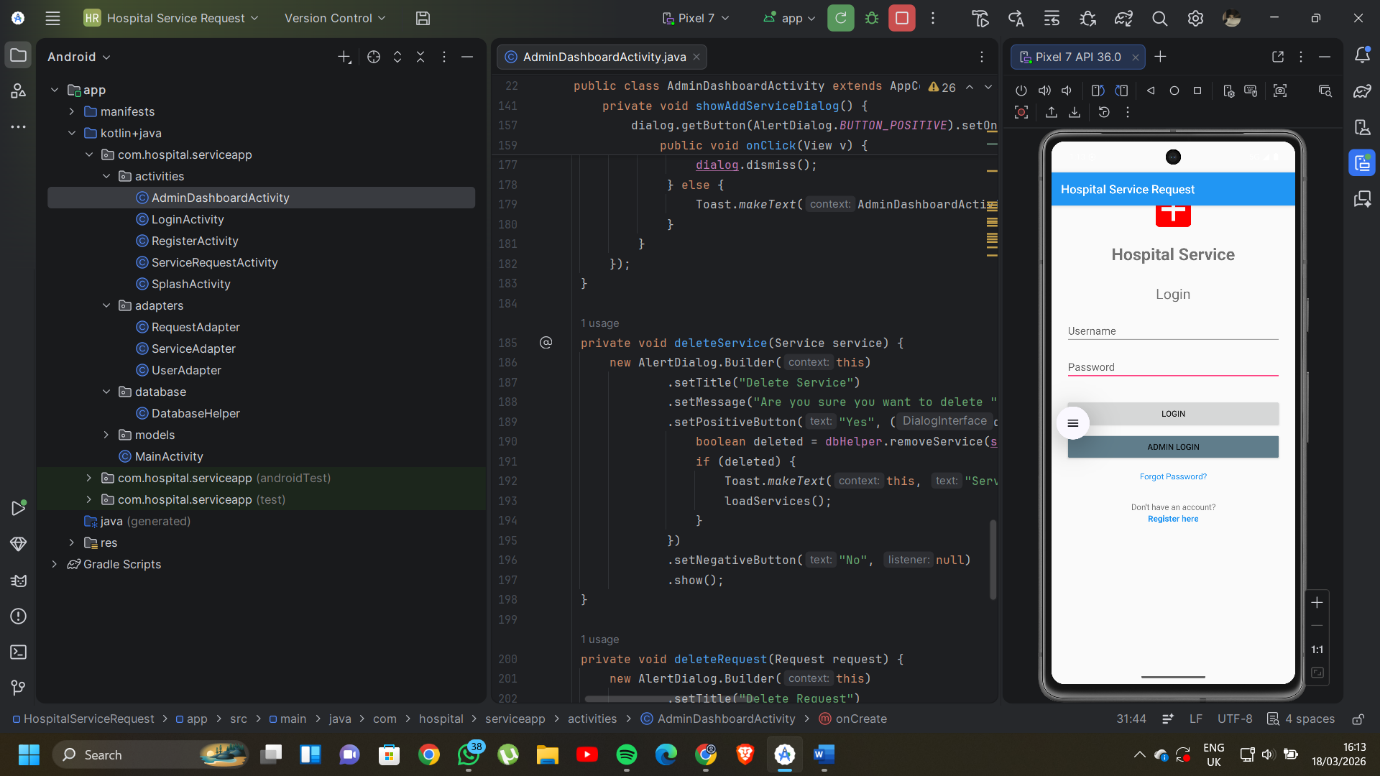 HR Hospital Service Request
Version Control
Pixel 7
app
Android
app
manifests
kotlin+java
com.hospital.serviceapp
activities
AdminDashboardActivity
LoginActivity
RegisterActivity
ServiceRequestActivity
SplashActivity
adapters
RequestAdapter
ServiceAdapter
UserAdapter
database
DatabaseHelper
models
MainActivity
com.hospital.serviceapp (androidTest)
com.hospital.serviceapp (test)
java (generated)
res
Gradle Scripts
AdminDashboardActivity.java
26
22 public class AdminDashboardActivity extends AppCo
141 private void showAddServiceDialog() {
157 dialog.getButton(AlertDialog.BUTTON_POSITIVE).setOn
159 public void onClick(View v) {
177 dialog.dismiss();
178 } else {
179 Toast.makeText( context: AdminDashboardActiv
180 }
181 }
182 });
183 }
184
1 usage
185 @ private void deleteService(Service service) {
186 new AlertDialog.Builder( context: this)
187 .setTitle("Delete Service")
188 .setMessage("Are you sure you want to delete "
189 .setPositiveButton( text: "Yes", ( DialogInterface d
190 boolean deleted = dbHelper.removeService(s
191 if (deleted) {
192 Toast.makeText( context: this, text: "Serv
193 loadServices();
194 }
195 })
196 .setNegativeButton( text: "No", listener: null)
197 .show();
198 }
199
1 usage
200 private void deleteRequest(Request request) {
201 new AlertDialog.Builder( context: this)
202 .setTitle("Delete Request")
Pixel 7 API 36.0
Hospital Service Request
Hospital Service
Login
Username
Password
LOGIN
ADMIN LOGIN
Forgot Password?
Don't have an account?
Register here
1:1
HospitalServiceRequest > app > src > main > java > com > hospital > serviceapp > activities > AdminDashboardActivity > onCreate
31:44 LF UTF-8 4 spaces
Search
38
ENG
UK
16:13
18/03/2026